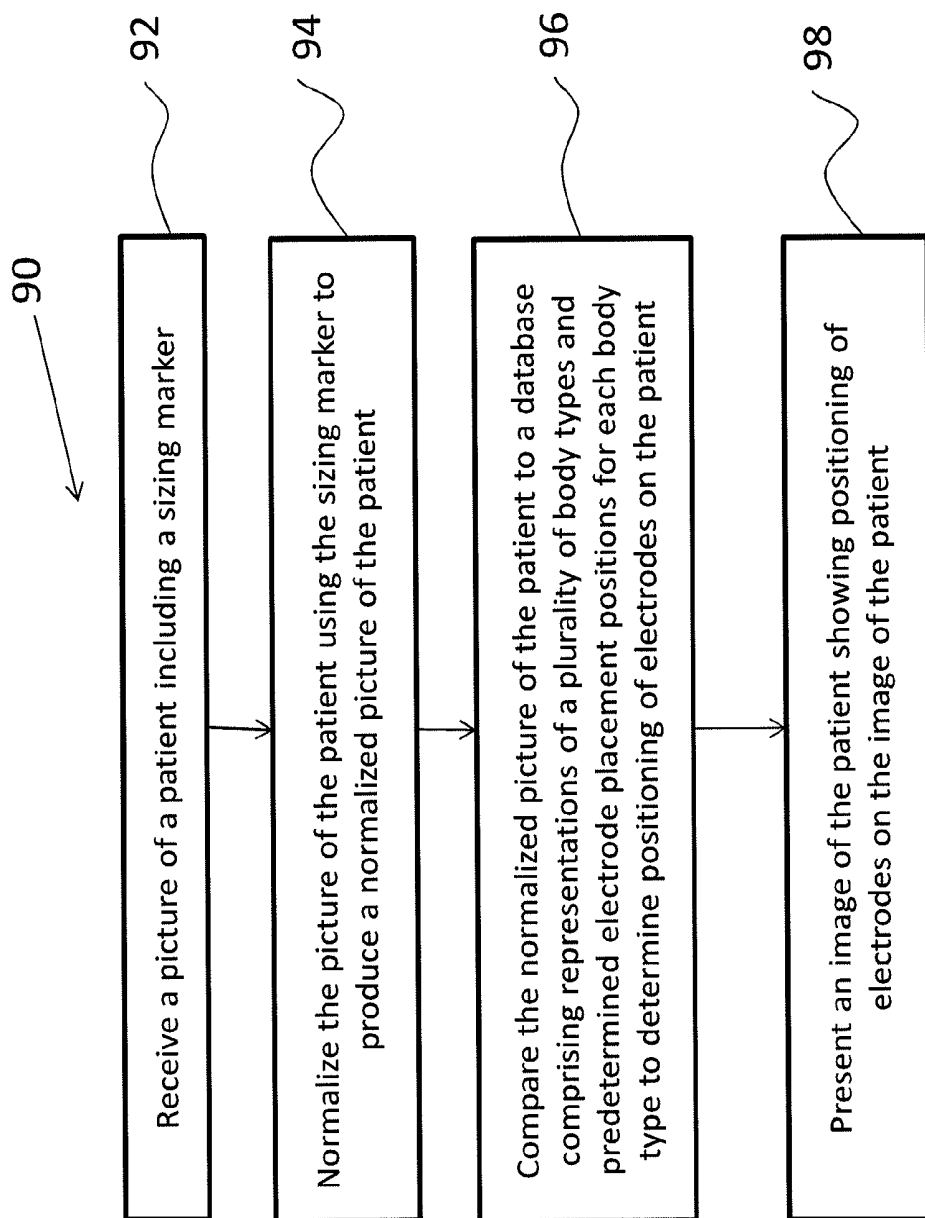 90
Receive a picture of a patient including a sizing marker
92
Normalize the picture of the patient using the sizing marker to
produce a normalized picture of the patient
94
Compare the normalized picture of the patient to a database
comprising representations of a plurality of body types and
predetermined electrode placement positions for each body
type to determine positioning of electrodes on the patient
96
Present an image of the patient showing positioning of
electrodes on the image of the patient
98